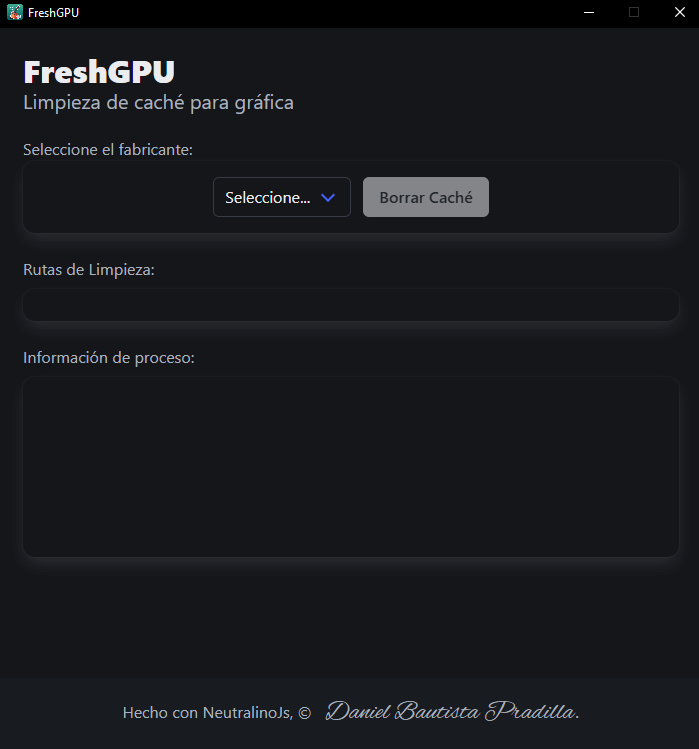 FreshGPU
FreshGPU
Limpieza de caché para gráfica
Seleccione el fabricante:
Seleccione... Borrar Caché
Rutas de Limpieza:
Información de proceso:
Hecho con NeutralinoJs, © Daniel Bautista Pradilla.